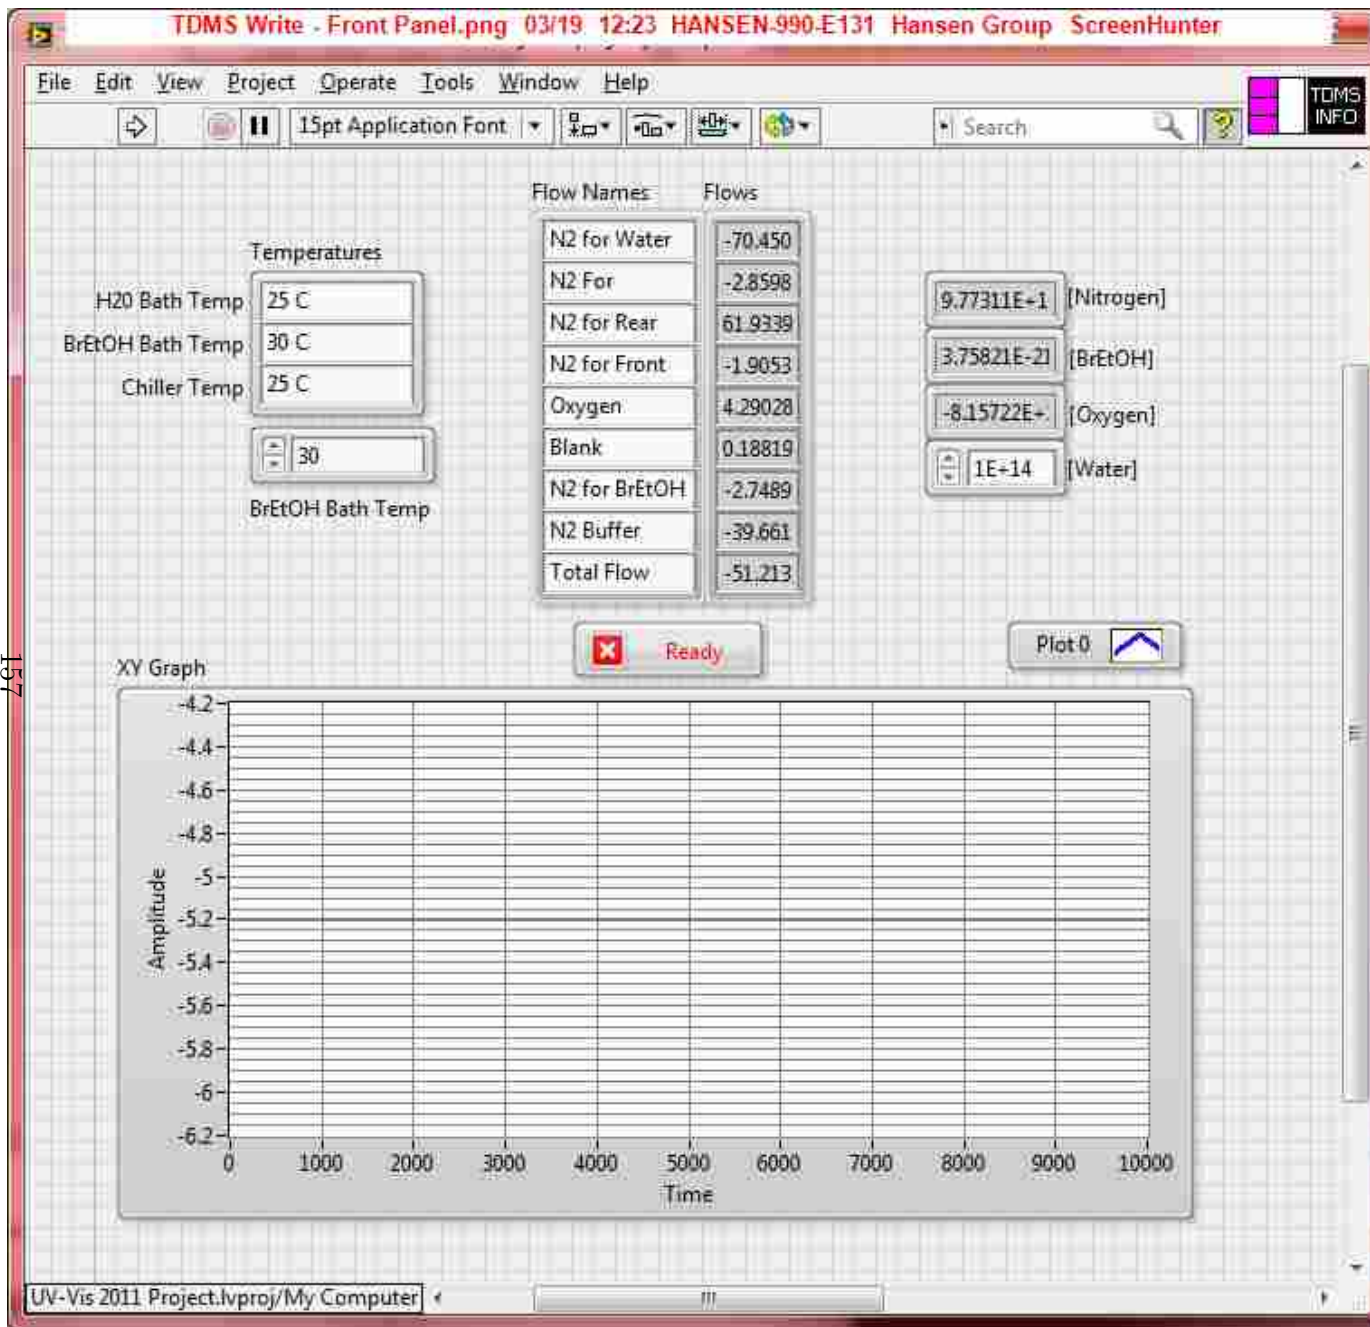 TDMS Write - Front Panel.png 03/19 12:23 HANSEN-990-E131 Hansen Group ScreenHunter
File Edit View Project Operate Tools Window Help
15pt Application Font
Search
TDMS
INFO
Flow Names Flows
N2 for Water -70.450
N2 For -2.8598
N2 for Rear 61.9339
N2 for Front -1.9053
Oxygen 4.29028
Blank 0.18819
N2 for BrEtOH -2.7489
N2 Buffer -39.661
Total Flow -51.213
Temperatures
H20 Bath Temp 25 C
BrEtOH Bath Temp 30 C
Chiller Temp 25 C
30
BrEtOH Bath Temp
9.77311E+1 [Nitrogen]
3.75821E-21 [BrEtOH]
-8.15722E+. [Oxygen]
1E+14 [Water]
Ready
Plot 0
157
XY Graph
-4.2
-4.4
-4.6
-4.8
-5
-5.2
-5.4
-5.6
-5.8
-6
-6.2
Amplitude
0 1000 2000 3000 4000 5000 6000 7000 8000 9000 10000
Time
UV-Vis 2011 Project.lvproj/My Computer